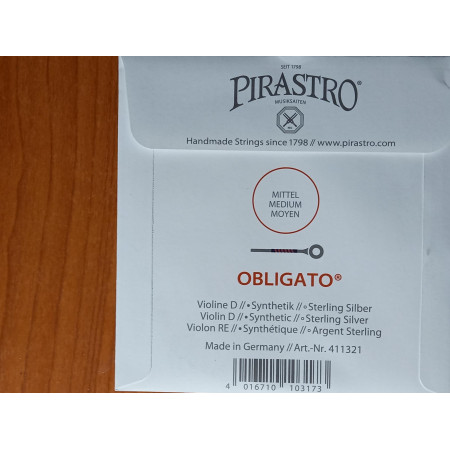 SEIT 1798
PIRASTRO
MUSIKSAITEN
Handmade Strings since 1798 // www.pirastro.com
MITTEL
MEDIUM
MOYEN
OBLIGATO®
Violine D // •Synthetik // ∘Sterling Silber
Violin D // •Synthetic // ∘Sterling Silver
Violon RE // •Synthétique // ∘Argent Sterling
Made in Germany // Art.-Nr. 411321
4 016710 103173